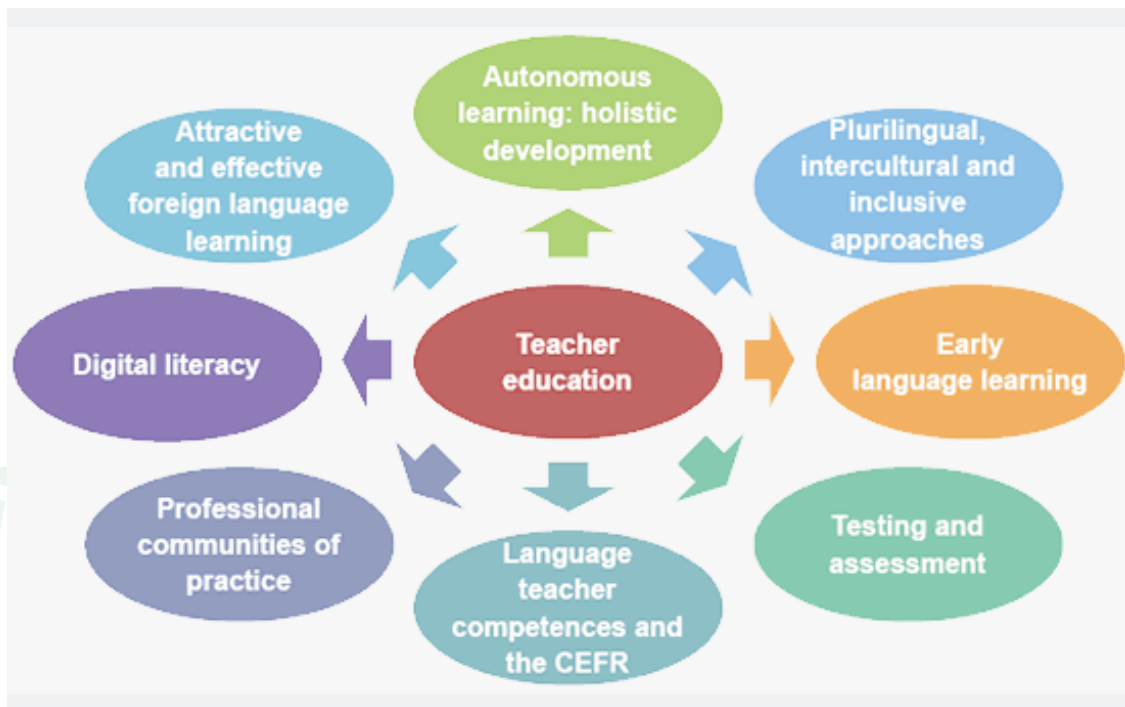 Autonomous
learning: holistic
development
Attractive
and effective
foreign language
learning
Plurilingual,
intercultural and
inclusive
approaches
Digital literacy
Teacher
education
Early
language learning
Professional
communities of
practice
Language
teacher
competences and
the CEFR
Testing and
assessment